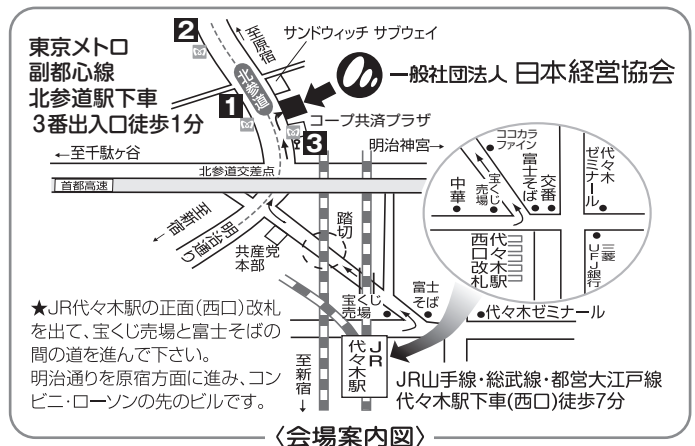 東京メトロ
副都心線
北参道駅下車
3番出入口徒歩1分
2
至原宿
サンドウィッチ サブウェイ
北参道
一般社団法人 日本経営協会
1
コープ共済プラザ
3
←至千駄ヶ谷
明治神宮→
北参道交差点
首都高速
至新宿
明治通り
共産党
本部
踏切
ココカラ
ファイン
代々木
ゼミナール
中華
宝くじ
売場
富士そば
交番
代々木駅
西口改札
三菱
UFJ銀行
宝くじ
売場
富士
そば
代々木ゼミナール
★JR代々木駅の正面(西口)改札
を出て、宝くじ売場と富士そばの
間の道を進んで下さい。
明治通りを原宿方面に進み、コン
ビニ・ローソンの先のビルです。
至新宿→
JR
代々木駅
JR山手線・総武線・都営大江戸線
代々木駅下車(西口)徒歩7分
〈会場案内図〉